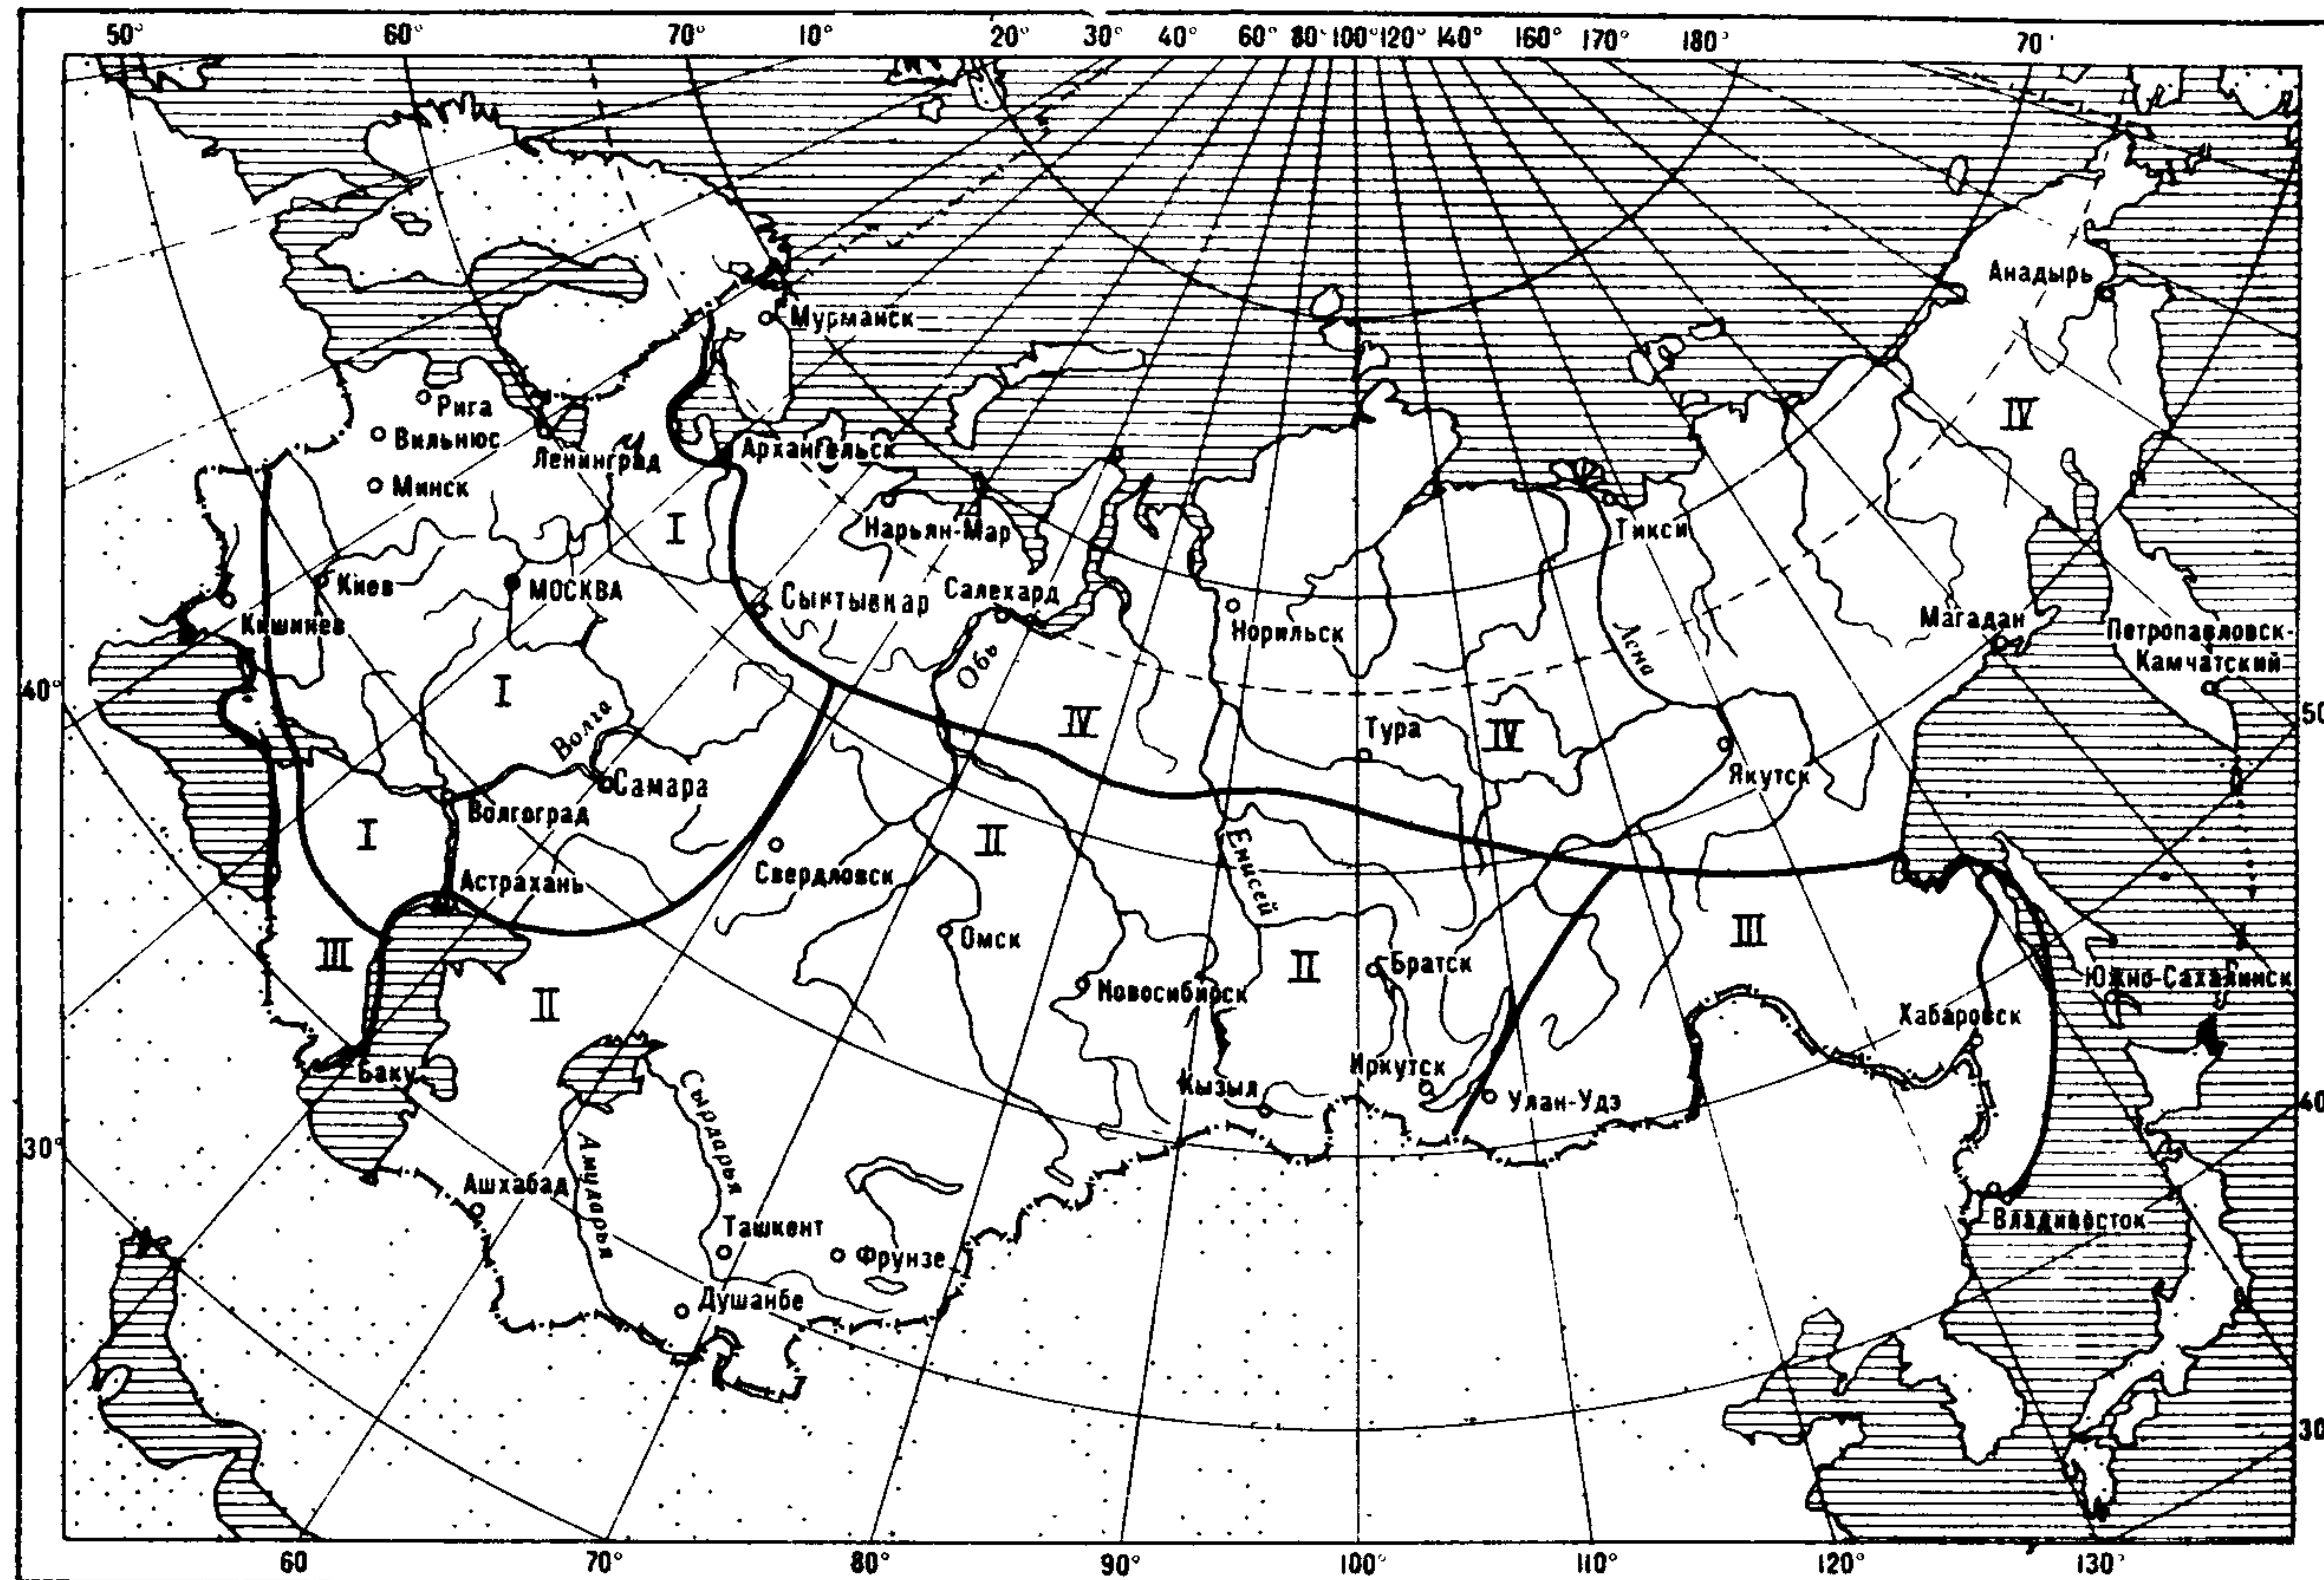 50° 60° 70° 10° 20° 30° 40° 60° 80° 100° 120° 140° 160° 170° 180° 70°
Анадырь
Мурманск
IV
Рига
Вильнюс
Ленинград
Архангельск
Минск
I
Нарьян-Мар
Тикси
Киев
МОСКВА
Сыктывкар
Салехард
Норильск
Лена
Магадан
Петропавловск-
Камчатский
Кишинев
Обь
40°
I
Волга
IV
Тура
IV
50
Самара
Якутск
Волгоград
I
II
Енисей
Астрахань
Свердловск
III
Омск
III
II
Братск
II
Новосибирск
Южно-Сахалинск
Хабаровск
Баку
Сырдарья
Кызыл
Иркутск
Улан-Удэ
40
30°
Амударья
Ашхабад
Ташкент
Фрунзе
Владивосток
Душанбе
30
60 70° 80° 90° 100° 110° 120° 130°